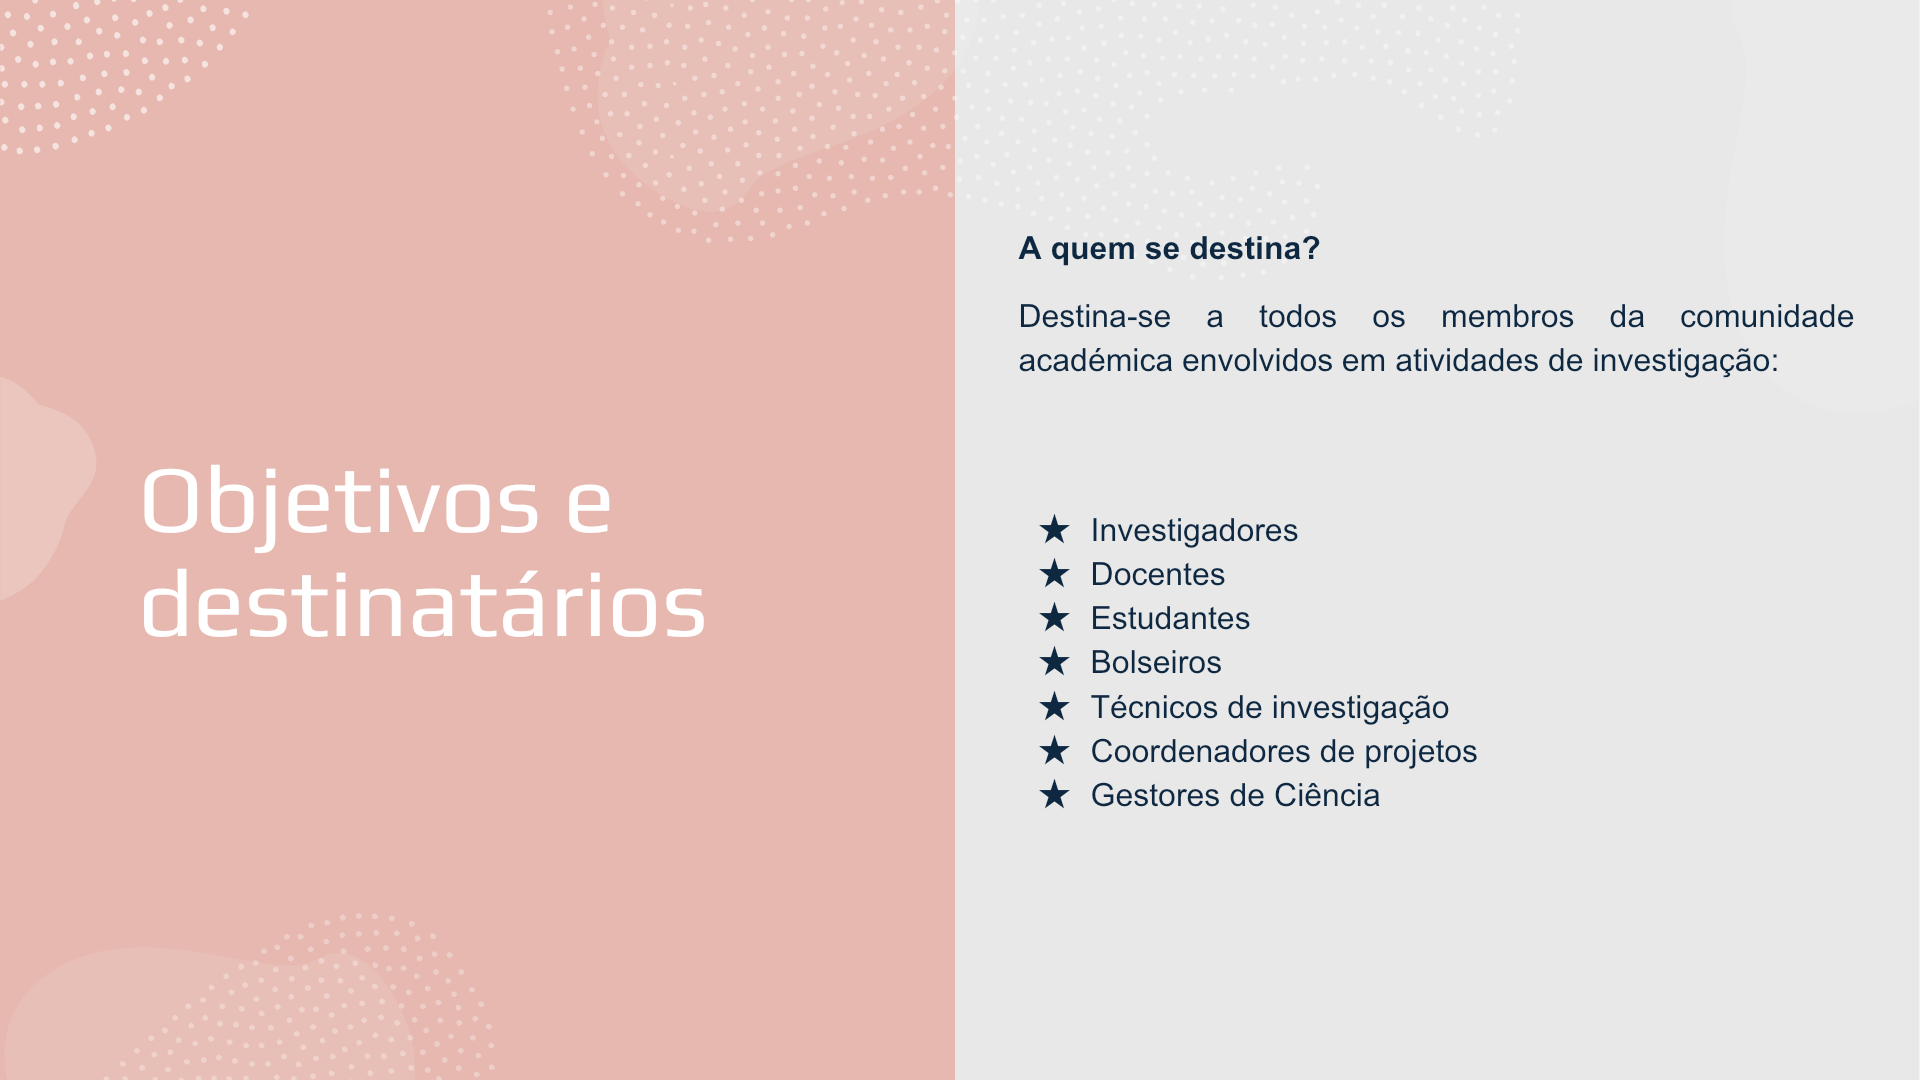 Objetivos e
destinatários
A quem se destina?
Destina-se a todos os membros da comunidade
académica envolvidos em atividades de investigação:
★ Investigadores
★ Docentes
★ Estudantes
★ Bolseiros
★ Técnicos de investigação
★ Coordenadores de projetos
★ Gestores de Ciência